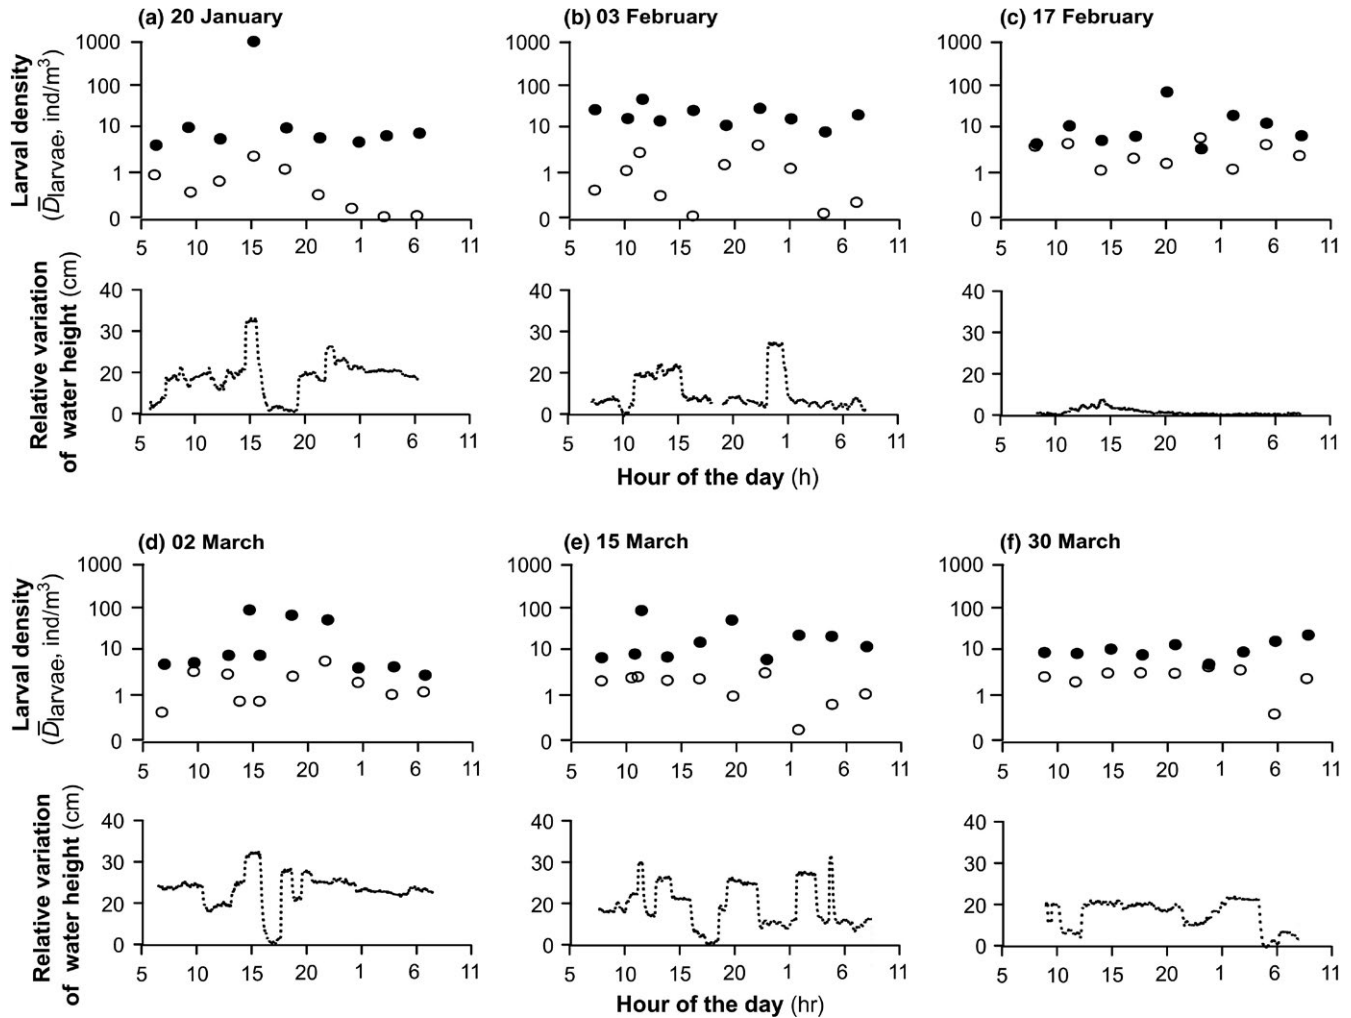 (a) 20 January
(b) 03 February
(c) 17 February
Larval density
(D̅larvae, ind/m³)
1000
100
10
1
0
5 10 15 20 1 6 11
1000
100
10
1
0
5 10 15 20 1 6 11
1000
100
10
1
0
5 10 15 20 1 6 11
Relative variation
of water height (cm)
40
30
20
10
0
5 10 15 20 1 6 11
40
30
20
10
0
5 10 15 20 1 6 11
40
30
20
10
0
5 10 15 20 1 6 11
Hour of the day (h)
(d) 02 March
(e) 15 March
(f) 30 March
Larval density
(D̅larvae, ind/m³)
1000
100
10
1
0
5 10 15 20 1 6 11
1000
100
10
1
0
5 10 15 20 1 6 11
1000
100
10
1
0
5 10 15 20 1 6 11
Relative variation
of water height (cm)
40
30
20
10
0
5 10 15 20 1 6 11
40
30
20
10
0
5 10 15 20 1 6 11
40
30
20
10
0
5 10 15 20 1 6 11
Hour of the day (hr)